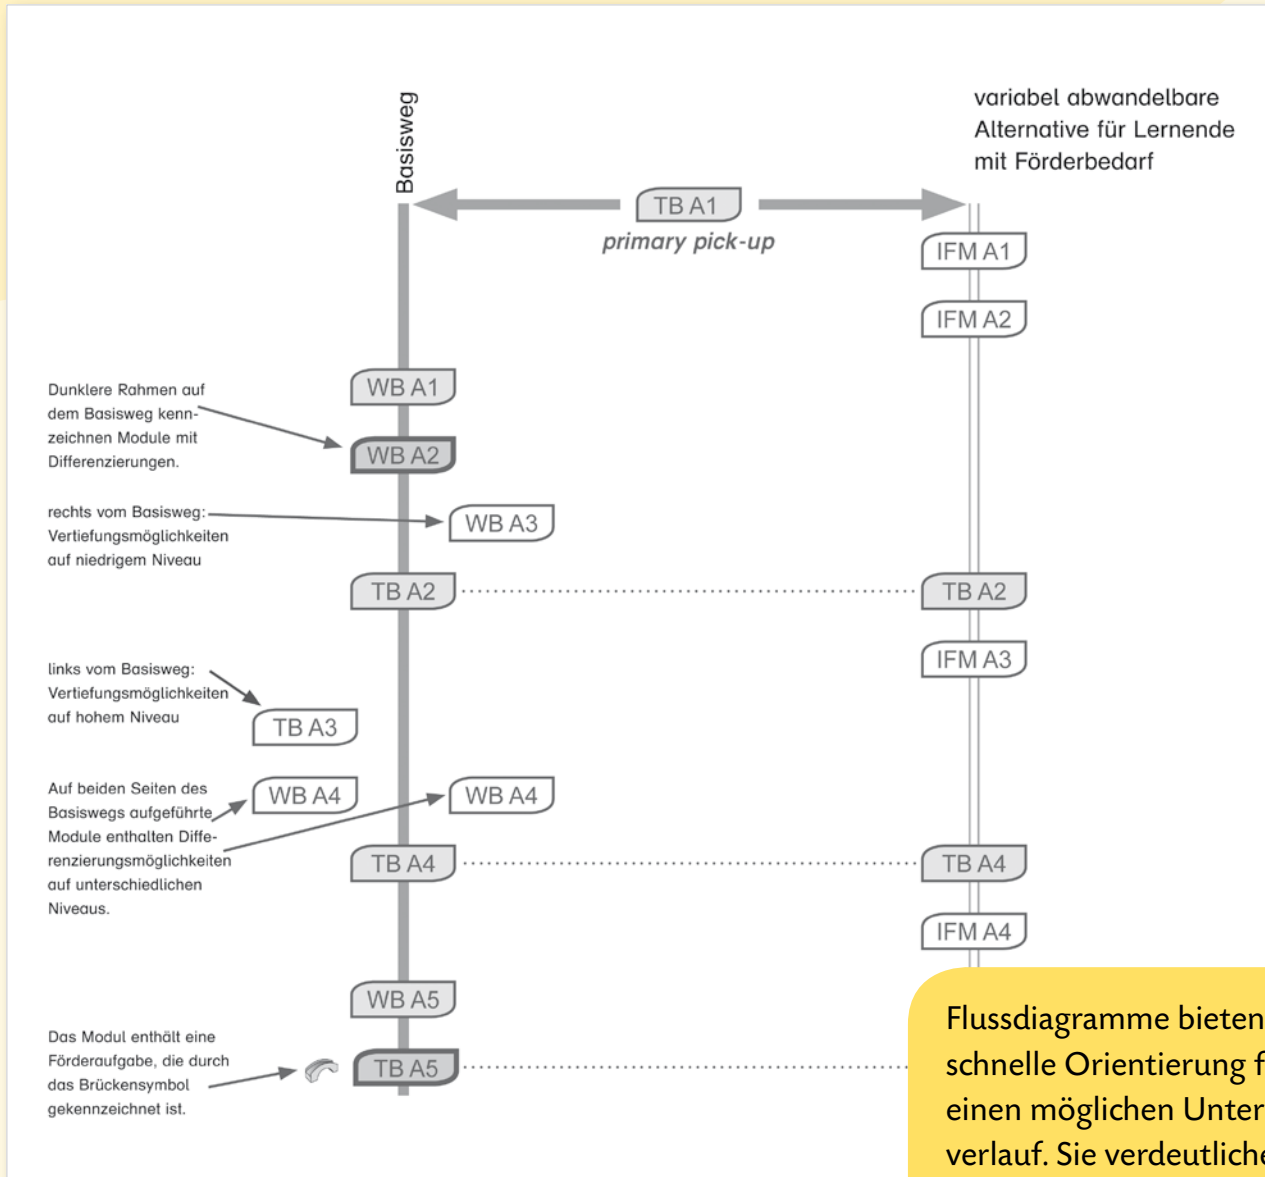 variabel abwandelbare
Alternative für Lernende
mit Förderbedarf
Basisweg
TB A1
primary pick-up
IFM A1
IFM A2
Dunklere Rahmen auf
dem Basisweg kenn-
zeichnen Module mit
Differenzierungen.
WB A1
WB A2
rechts vom Basisweg:
Vertiefungsmöglichkeiten
auf niedrigem Niveau
WB A3
TB A2
TB A2
IFM A3
links vom Basisweg:
Vertiefungsmöglichkeiten
auf hohem Niveau
TB A3
Auf beiden Seiten des
Basiswegs aufgeführte
Module enthalten Diffe-
renzierungsmöglichkeiten
auf unterschiedlichen
Niveaus.
WB A4
WB A4
TB A4
TB A4
IFM A4
WB A5
Das Modul enthält eine
Förderaufgabe, die durch
das Brückensymbol
gekennzeichnet ist.
TB A5
Flussdiagramme bieten
schnelle Orientierung f
einen möglichen Unter
verlauf. Sie verdeutliche